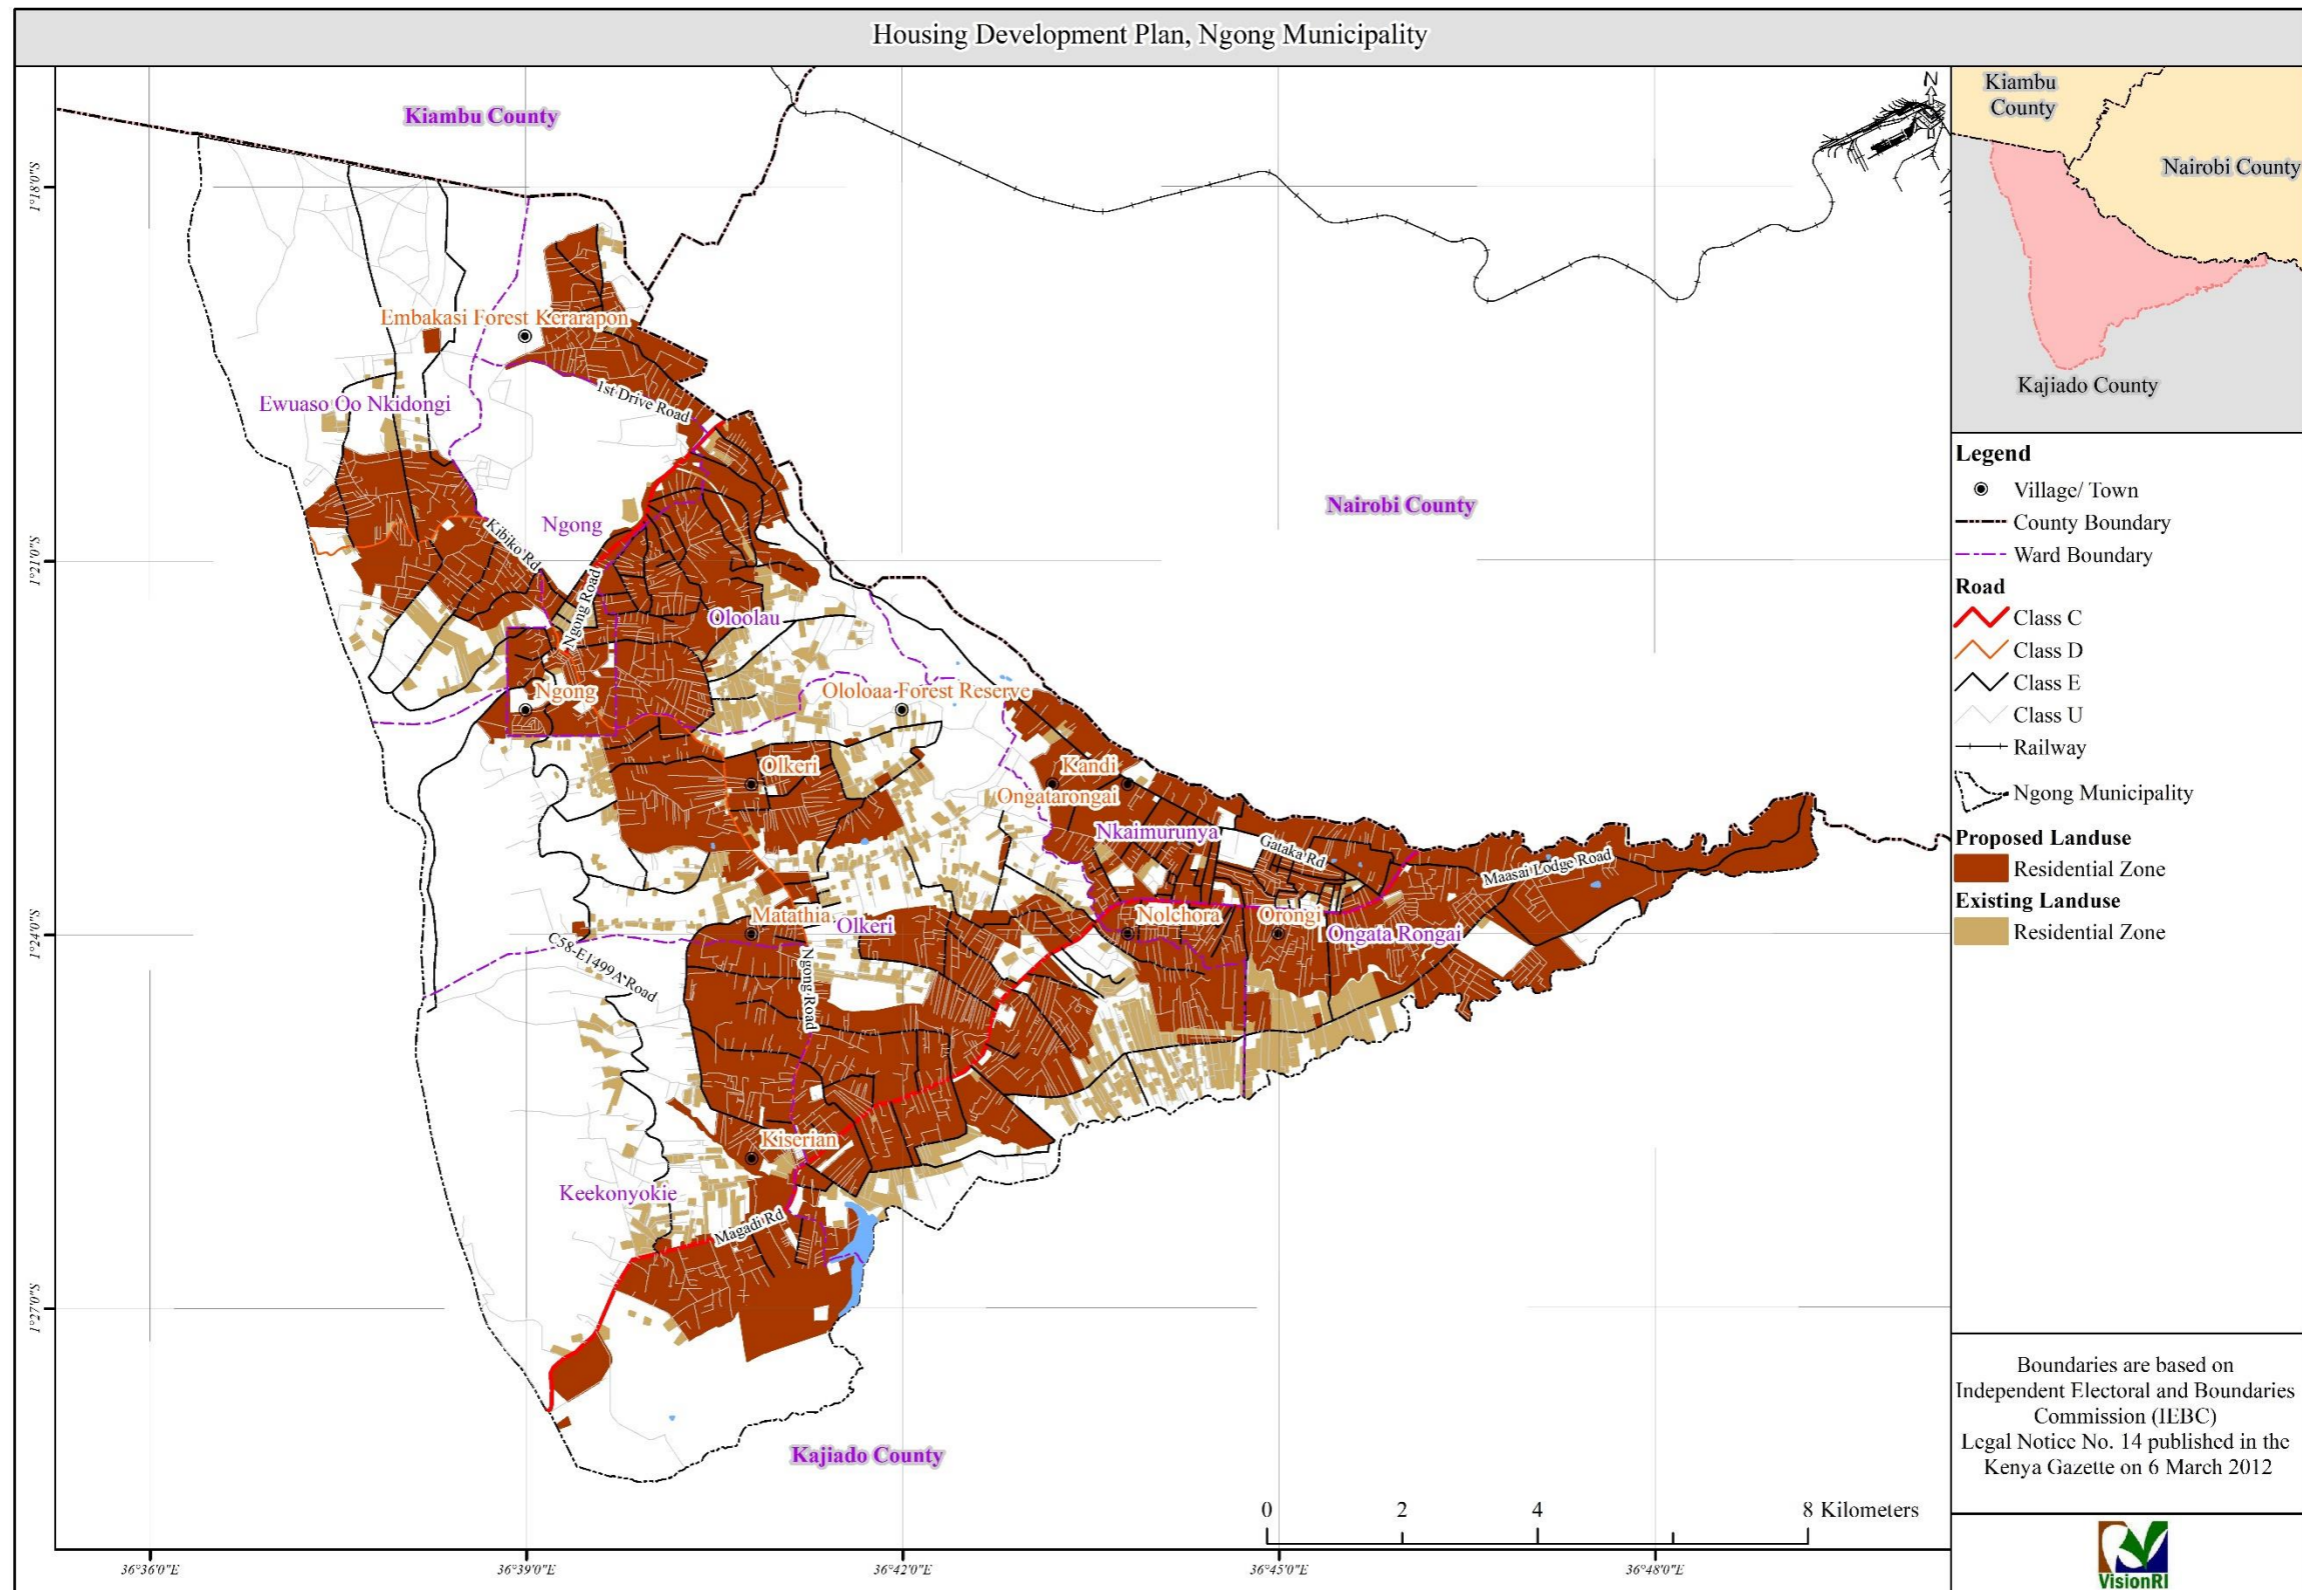 Housing Development Plan, Ngong Municipality
Kiambu County
Nairobi County
Kajiado County
N
1°18'0"S
1°21'0"S
1°24'0"S
1°27'0"S
36°36'0"E
36°39'0"E
36°42'0"E
36°45'0"E
36°48'0"E
Embakasi Forest Kerarapon
1st Drive Road
Ewuaso Oo Nkidongi
Ngong
Kibiko Rd
Ngong Road
Oloolau
Ngong
Ololoaa Forest Reserve
Olkeri
Kandi
Ongatarongai
Nkaimurunya
Gataka Rd
Maasai Lodge Road
Matathia
Olkeri
Nolchora
Orongi
Ongata Rongai
C58-E1499A Road
Ngong Road
Kiserian
Keekonyokie
Magadi Rd
0 2 4 8 Kilometers
Kiambu
County
Nairobi County
Kajiado County
Legend
Village/ Town
County Boundary
Ward Boundary
Road
Class C
Class D
Class E
Class U
Railway
Ngong Municipality
Proposed Landuse
Residential Zone
Existing Landuse
Residential Zone
Boundaries are based on
Independent Electoral and Boundaries
Commission (IEBC)
Legal Notice No. 14 published in the
Kenya Gazette on 6 March 2012
VisionRI